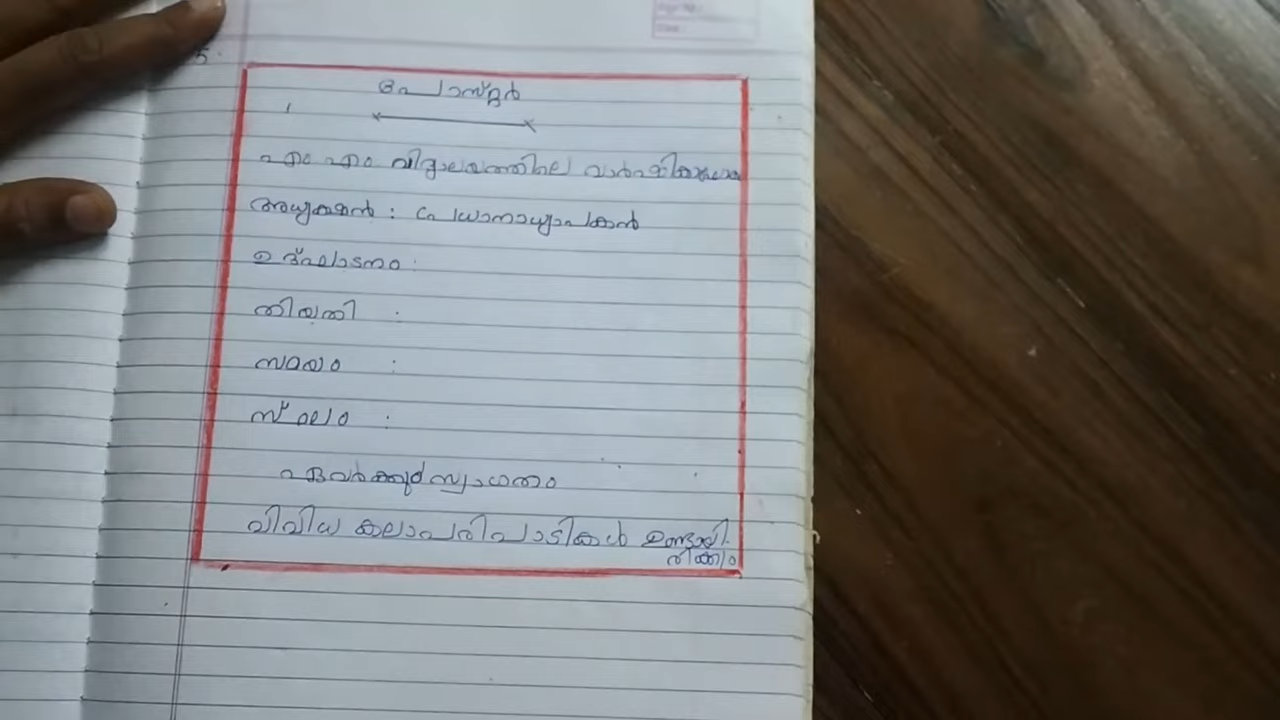 5
പോസ്റ്റർ
എം എം വിദ്യാലയത്തിലെ വാർഷികാഘോഷം
അധ്യക്ഷൻ : പ്രധാനാധ്യാപകൻ
ഉദ്ഘാടനം :
തിയതി :
സമയം :
സ്ഥലം :
ഏവർക്കും സ്വാഗതം
വിവിധ കലാപരിപാടികൾ ഉണ്ടായി-
രിക്കും